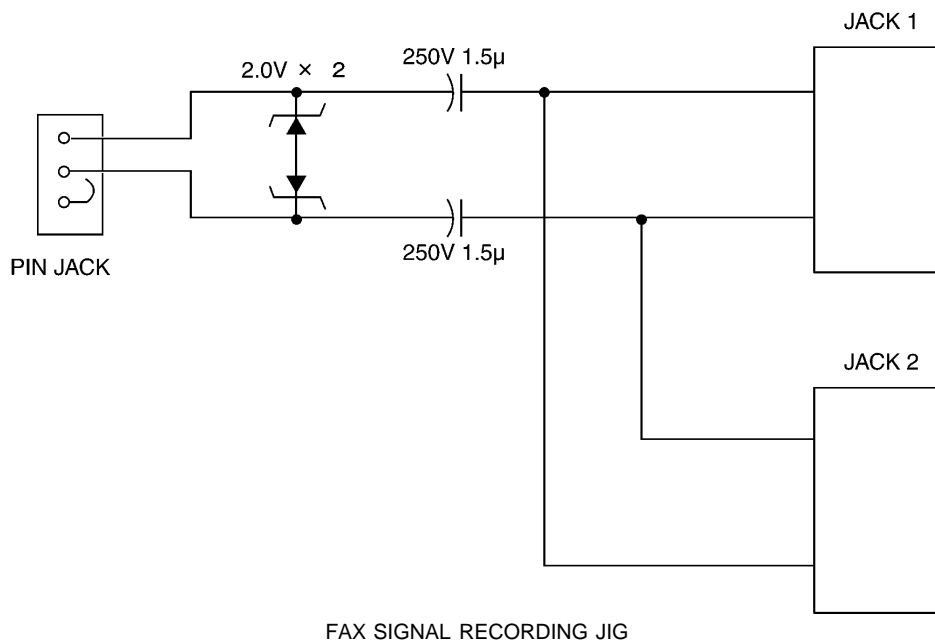 JACK 1
250V 1.5μ
2.0V × 2
PIN JACK
250V 1.5μ
JACK 2
FAX SIGNAL RECORDING JIG